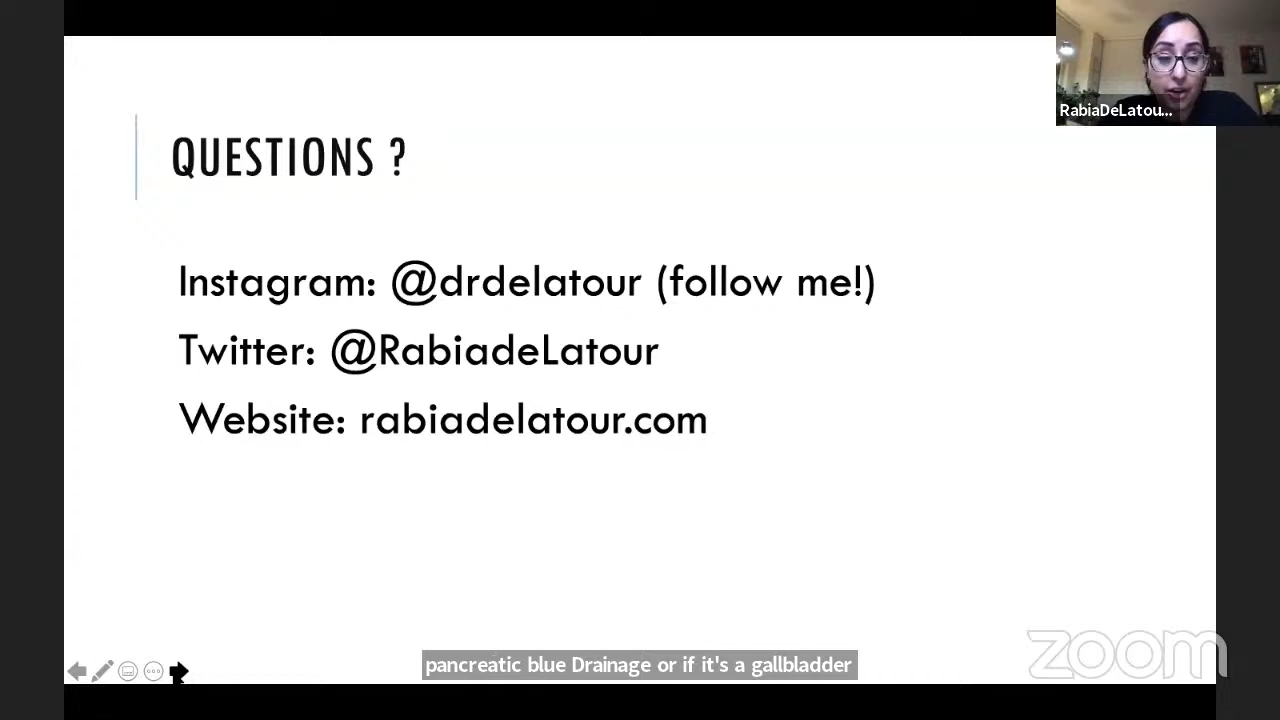 RabiaDeLatou...
QUESTIONS ?
Instagram: @drdelatour (follow me!)
Twitter: @RabiadeLatour
Website: rabiadelatour.com
pancreatic blue Drainage or if it's a gallbladder
zoom